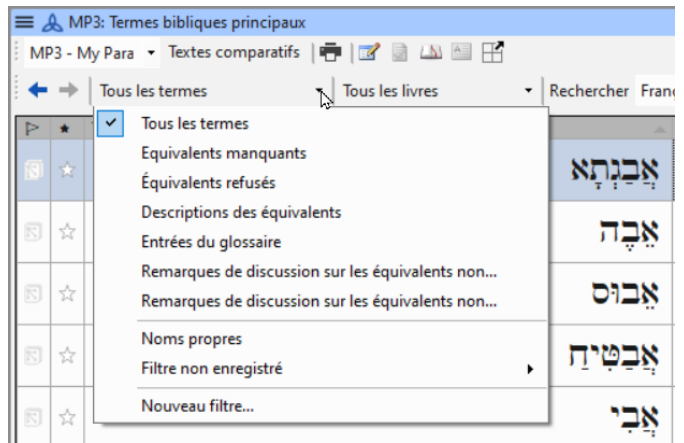 MP3: Termes bibliques principaux
MP3 - My Para Textes comparatifs
Tous les termes Tous les livres Rechercher Franç
Tous les termes
Equivalents manquants
Équivalents refusés
Descriptions des équivalents
Entrées du glossaire
Remarques de discussion sur les équivalents non...
Remarques de discussion sur les équivalents non...
Noms propres
Filtre non enregistré
Nouveau filtre...
אֲבַגְתָא
אֵבֶה
אֵבוּס
אֲבַטִּיחַ
אֲבִי